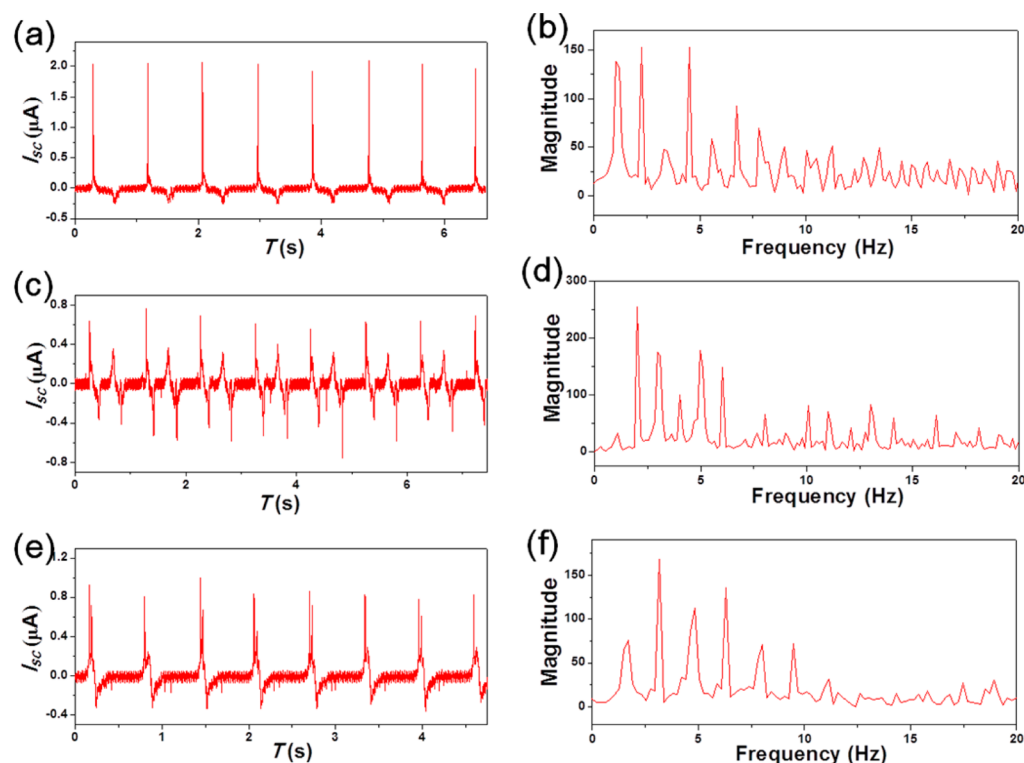 (a)
2.0
1.5
1.0
0.5
0.0
-0.5
I_SC (μA)
0 2 4 6
T (s)
(b)
150
100
50
Magnitude
0 5 10 15 20
Frequency (Hz)
(c)
0.8
0.4
0.0
-0.4
-0.8
I_SC (μA)
0 2 4 6
T (s)
(d)
300
200
100
0
Magnitude
0 5 10 15 20
Frequency (Hz)
(e)
1.2
0.8
0.4
0.0
-0.4
I_SC (μA)
0 1 2 3 4
T (s)
(f)
150
100
50
0
Magnitude
0 5 10 15 20
Frequency (Hz)